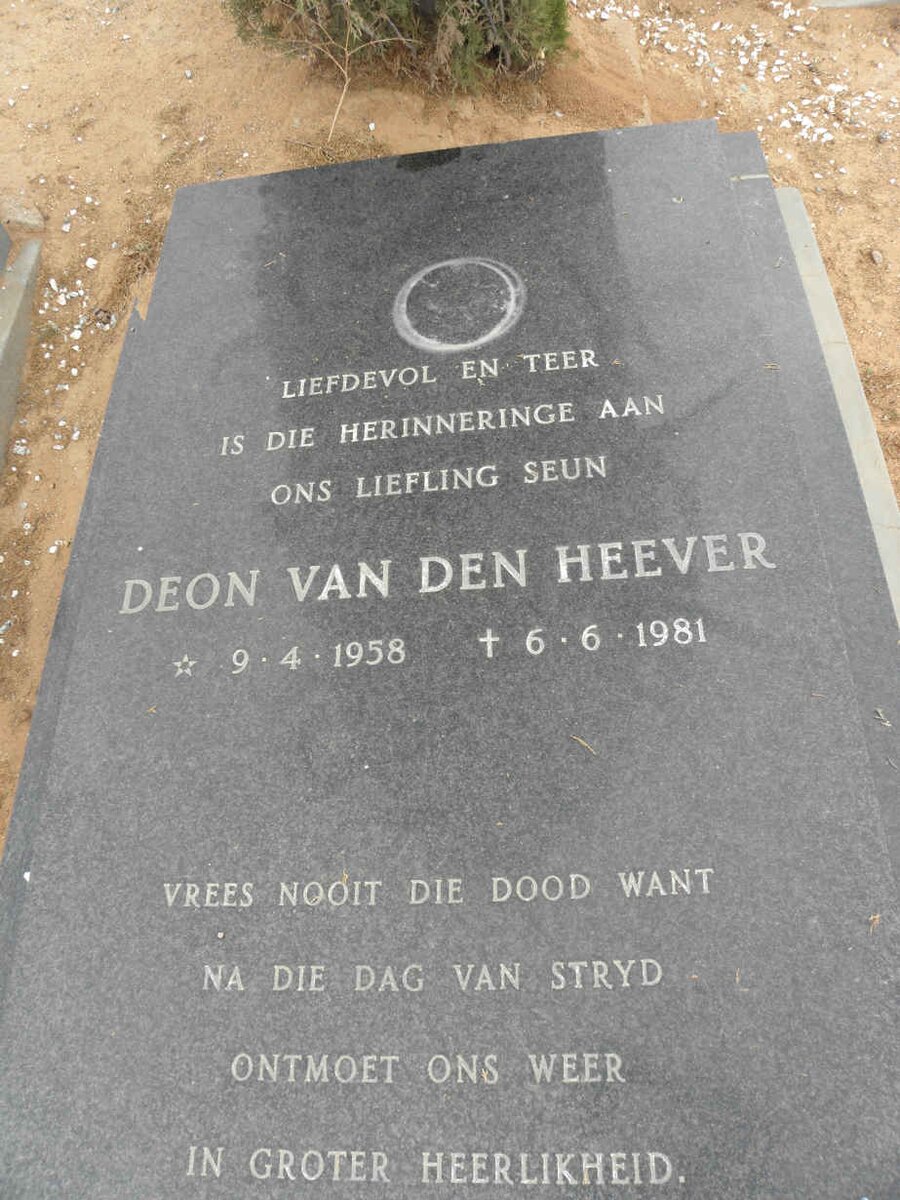 LIEFDEVOL EN TEER
IS DIE HERINNERINGE AAN
ONS LIEFLING SEUN
DEON VAN DEN HEEVER
☆ 9·4·1958 ✝ 6·6·1981
VREES NOOIT DIE DOOD WANT
NA DIE DAG VAN STRYD
ONTMOET ONS WEER
IN GROTER HEERLIKHEID.